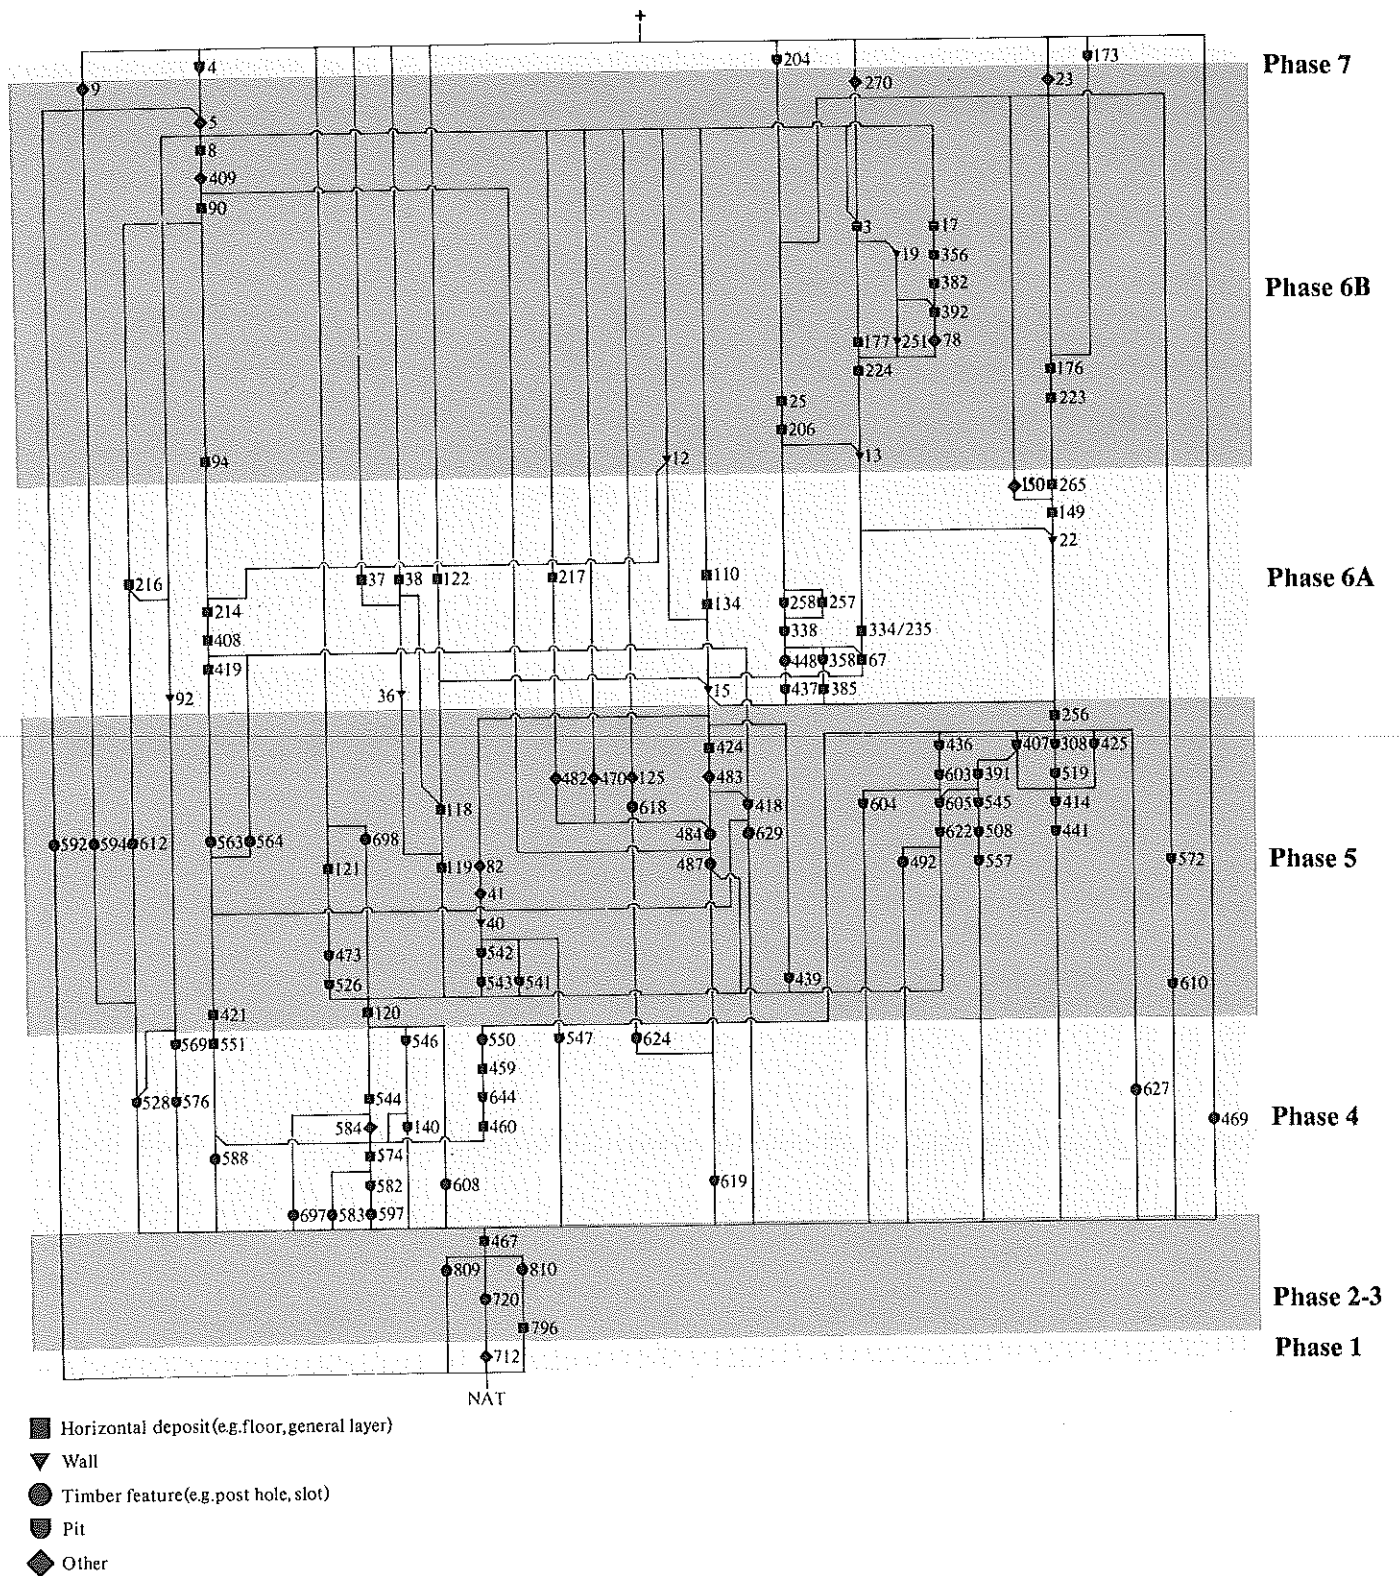 +
4 204 173 Phase 7
9 270 23
5
8
409
90
3 17
19 356
382 Phase 6B
392
177 251 78
224 176
25 223
206
94 12 13
150 265
149
22
216 37 38 122 217 110 Phase 6A
214 134 258 257
408 338 334/235
419 448 358 67
92 36 15 437 385
256
424 436 407 308 425
482 470 125 483 603 391 519
118 618 418 604 605 545 414
592 594 612 563 564 698 484 629 622 508 441
121 119 82 487 492 557 572 Phase 5
41
40
473 542
526 543 541 439 610
421 120
569 551 546 550 547 624
459
528 576 544 644 627
584 140 460 469 Phase 4
588 574
582 608 619
697 583 597
467
809 810
720 Phase 2-3
796
712 Phase 1
NAT
Horizontal deposit(e.g.floor,general layer)
Wall
Timber feature(e.g.post hole, slot)
Pit
Other